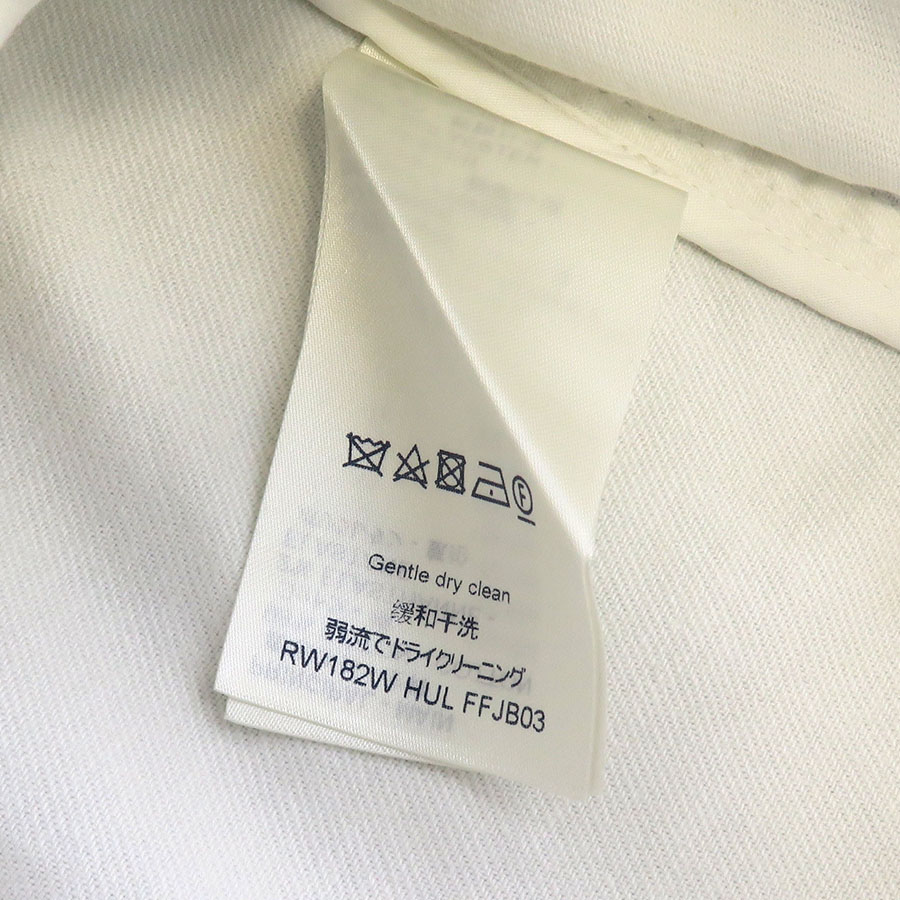 F
Gentle dry clean
缓和干洗
弱流でドライクリーニング
RW182W HUL FFJB03